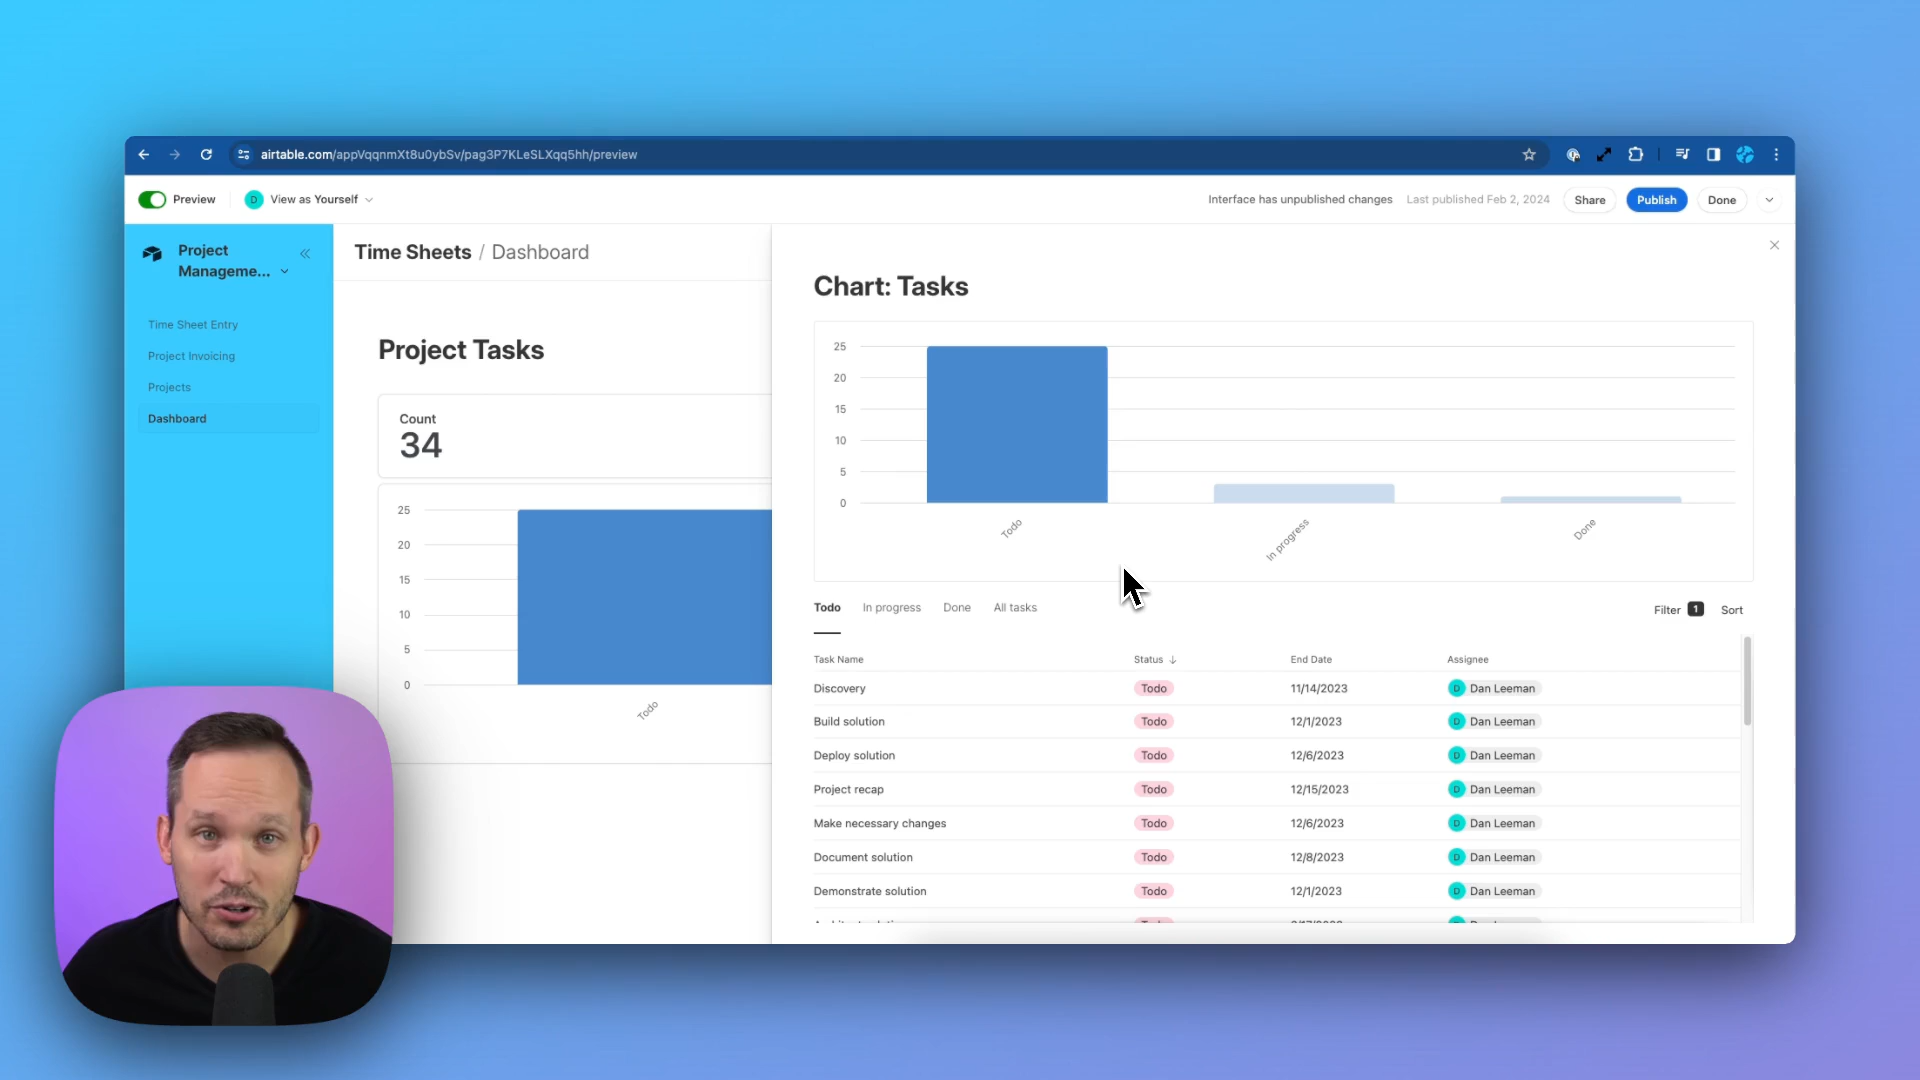 airtable.com/appVqqnmXt8u0ybSv/pag3P7KLeSLXqq5hh/preview
Preview
D View as Yourself
Interface has unpublished changes Last published Feb 2, 2024 Share Publish Done
Project
Manageme...
Time Sheet Entry
Project Invoicing
Projects
Dashboard
Time Sheets / Dashboard
Project Tasks
Count
34
25
20
15
10
5
0
Todo
Chart: Tasks
25
20
15
10
5
0
Todo
In progress
Done
Todo In progress Done All tasks
Filter 1 Sort
Task Name Status End Date Assignee
Discovery Todo 11/14/2023 D Dan Leeman
Build solution Todo 12/1/2023 D Dan Leeman
Deploy solution Todo 12/6/2023 D Dan Leeman
Project recap Todo 12/15/2023 D Dan Leeman
Make necessary changes Todo 12/6/2023 D Dan Leeman
Document solution Todo 12/8/2023 D Dan Leeman
Demonstrate solution Todo 12/1/2023 D Dan Leeman